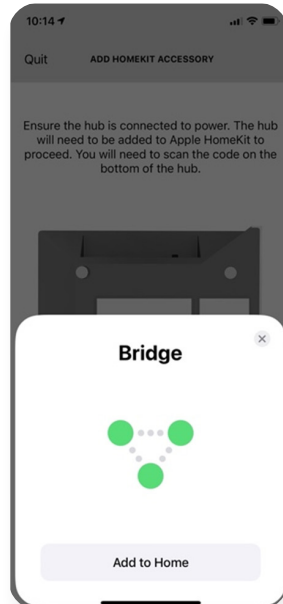 10:14
Quit
ADD HOMEKIT ACCESSORY
Ensure the hub is connected to power. The hub
will need to be added to Apple HomeKit to
proceed. You will need to scan the code on the
bottom of the hub.
Bridge
Add to Home